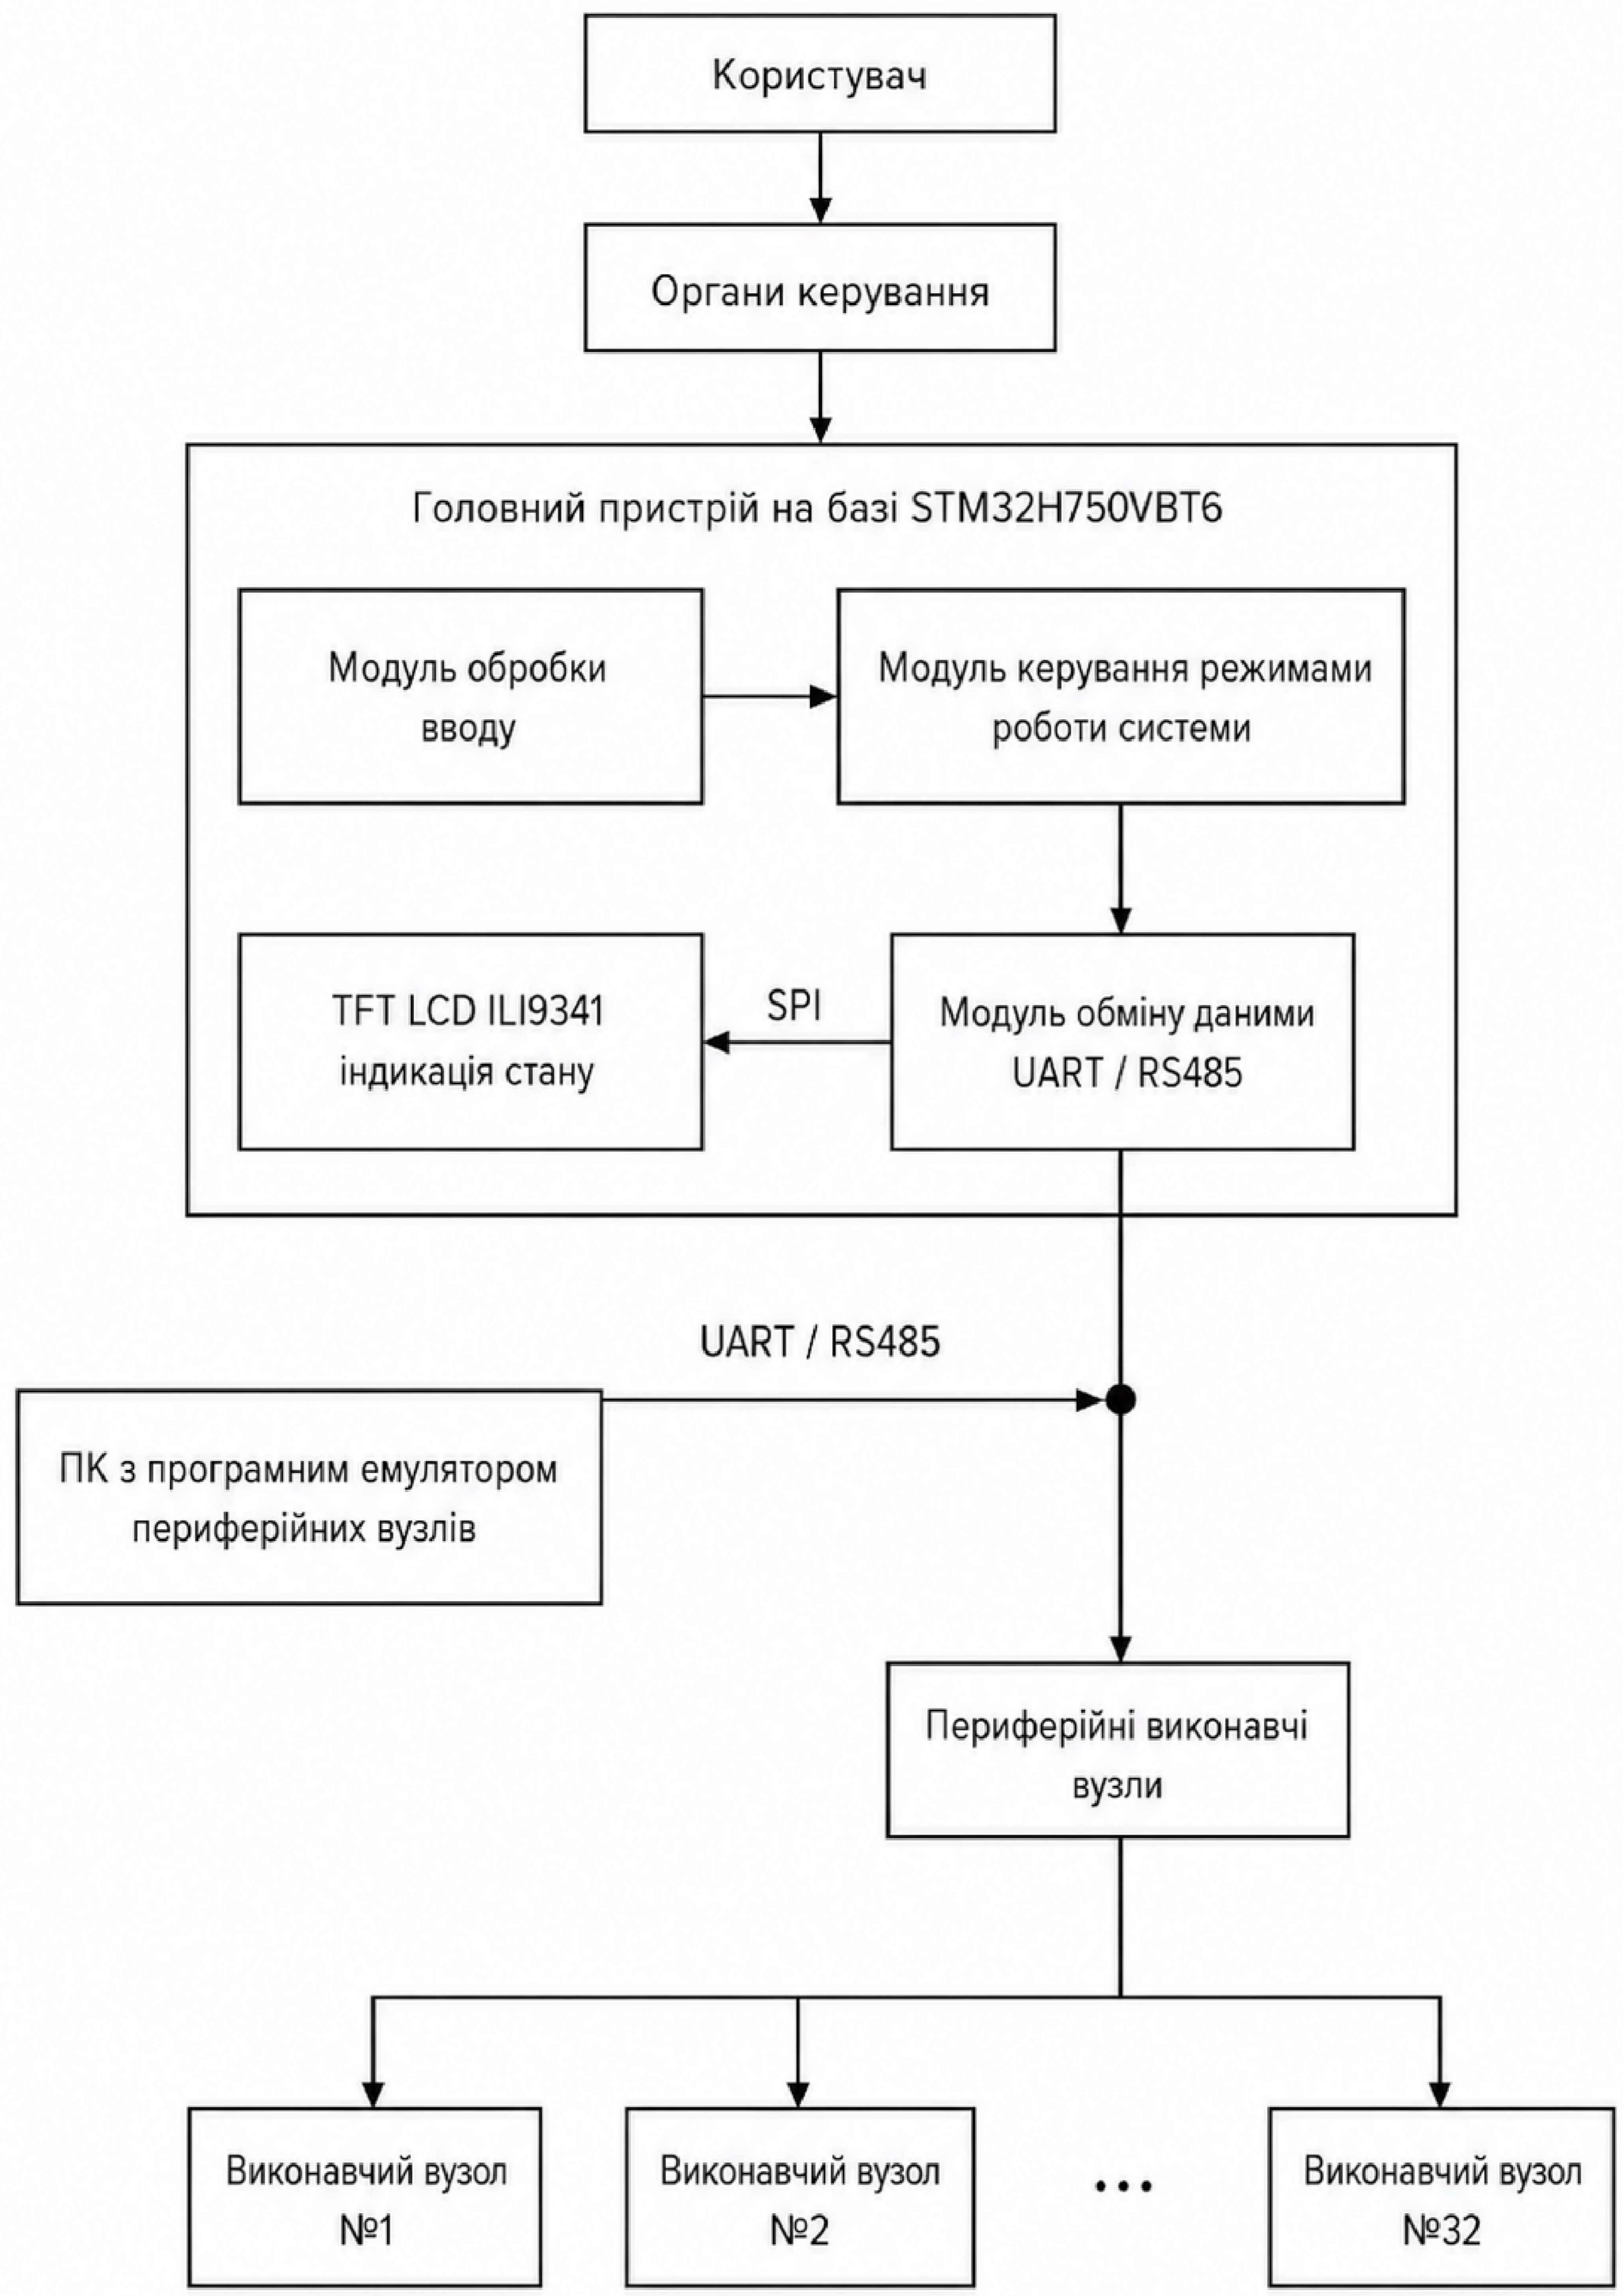 Користувач
Органи керування
Головний пристрій на базі STM32H750VBT6
Модуль обробки
вводу
Модуль керування режимами
роботи системи
TFT LCD ILI9341
індикація стану
SPI
Модуль обміну даними
UART / RS485
UART / RS485
ПК з програмним емулятором
периферійних вузлів
Периферійні виконавчі
вузли
Виконавчий вузол
№1
Виконавчий вузол
№2
...
Виконавчий вузол
№32